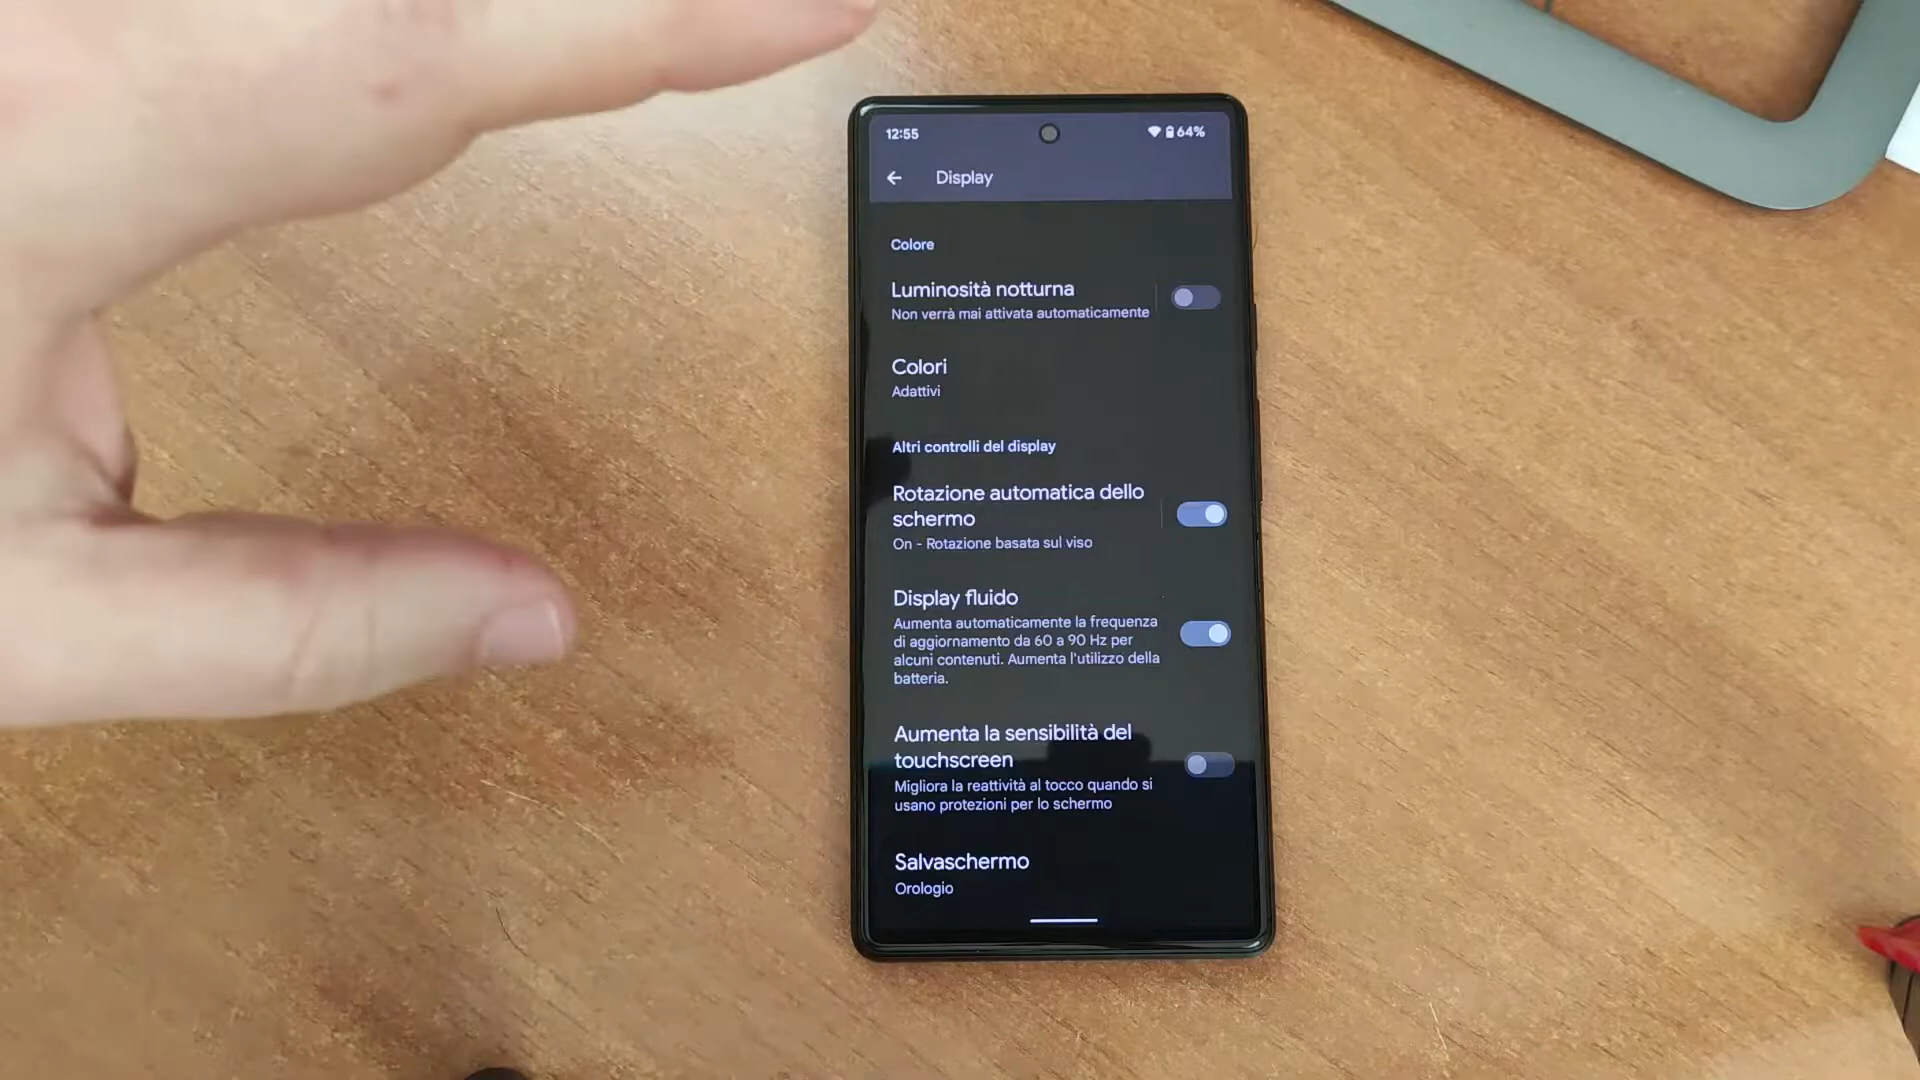 12:55
64%
Display
Colore
Luminosità notturna
Non verrà mai attivata automaticamente
Colori
Adattivi
Altri controlli del display
Rotazione automatica dello
schermo
On - Rotazione basata sul viso
Display fluido
Aumenta automaticamente la frequenza
di aggiornamento da 60 a 90 Hz per
alcuni contenuti. Aumenta l'utilizzo della
batteria.
Aumenta la sensibilità del
touchscreen
Migliora la reattività al tocco quando si
usano protezioni per lo schermo
Salvaschermo
Orologio